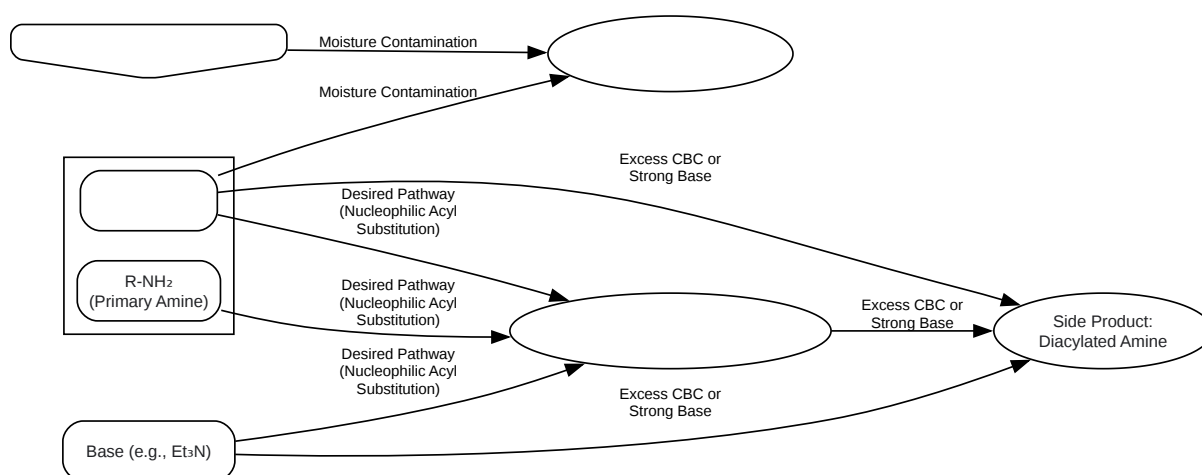 Moisture Contamination
Moisture Contamination
Excess CBC or
Strong Base
Desired Pathway
(Nucleophilic Acyl
Substitution)
R-NH₂
(Primary Amine)
Desired Pathway
(Nucleophilic Acyl
Substitution)
Excess CBC or
Strong Base
Side Product:
Diacylated Amine
Desired Pathway
(Nucleophilic Acyl
Substitution)
Excess CBC or
Strong Base
Base (e.g., Et₃N)